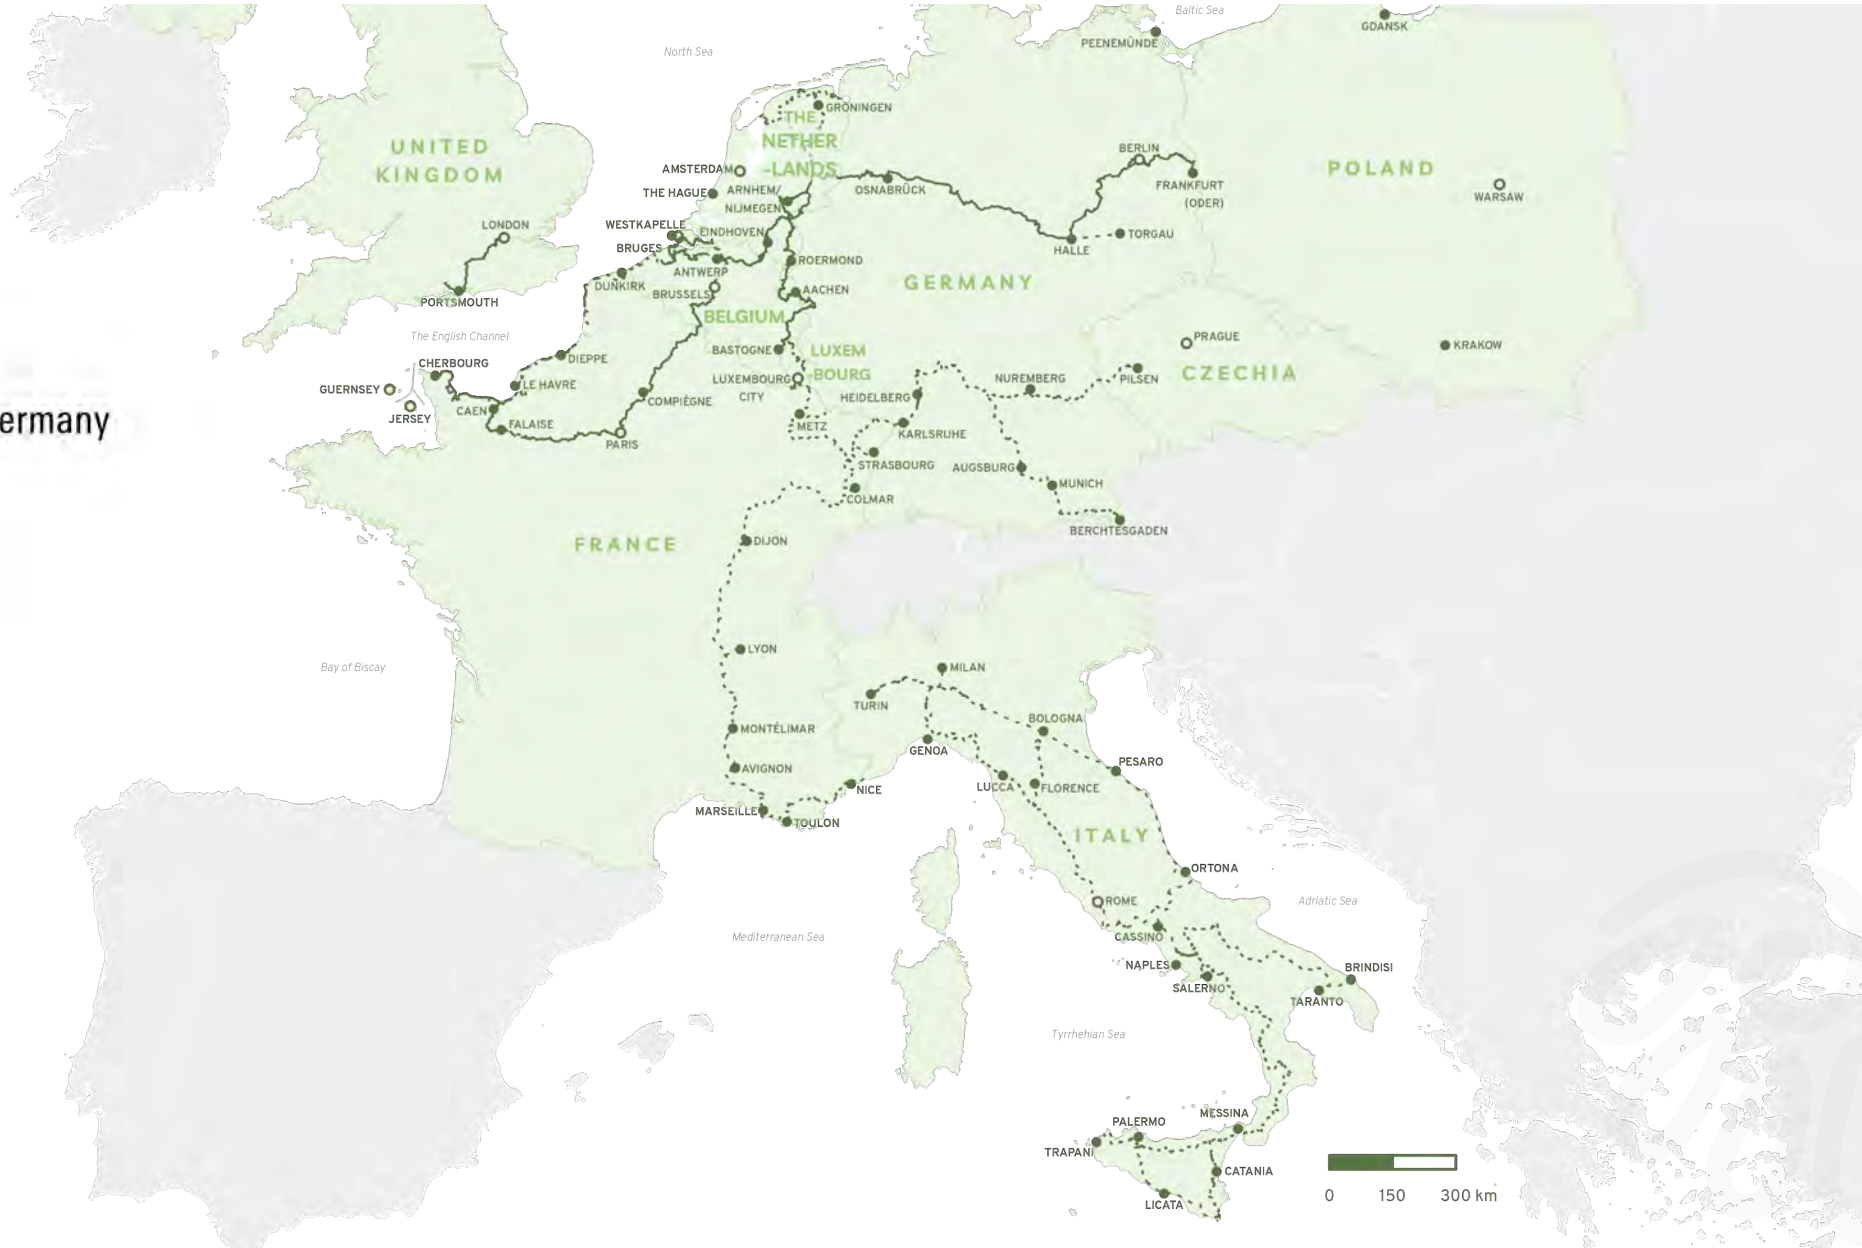 Baltic Sea
GDANSK
PEENEMÜNDE
North Sea
GRONINGEN
THE
NETHER
-LANDS
UNITED
KINGDOM
AMSTERDAM
THE HAGUE
ARNHEM/
NIJMEGEN
OSNABRÜCK
BERLIN
FRANKFURT
(ODER)
POLAND
WARSAW
LONDON
WESTKAPELLE
EINDHOVEN
BRUGES
TORGAU
HALLE
ROERMOND
ANTWERP
DUNKIRK
BRUSSELS
AACHEN
GERMANY
PORTSMOUTH
BELGIUM
The English Channel
PRAGUE
KRAKOW
BASTOGNE
LUXEM
-BOURG
CHERBOURG
DIEPPE
LUXEMBOURG
CITY
NUREMBERG
PILSEN
CZECHIA
GUERNSEY
LE HAVRE
COMPIÈGNE
HEIDELBERG
JERSEY
CAEN
FALAISE
PARIS
METZ
KARLSRUHE
ermany
STRASBOURG
AUGSBURG
MUNICH
COLMAR
BERCHTESGADEN
FRANCE
DIJON
LYON
Bay of Biscay
MILAN
TURIN
BOLOGNA
MONTÉLIMAR
GENOA
PESARO
AVIGNON
NICE
LUCCA
FLORENCE
MARSEILLE
TOULON
ITALY
ORTONA
ROME
Adriatic Sea
Mediterranean Sea
CASSINO
NAPLES
BRINDISI
SALERNO
TARANTO
Tyrrhehian Sea
MESSINA
PALERMO
TRAPANI
CATANIA
LICATA
0 150 300 km